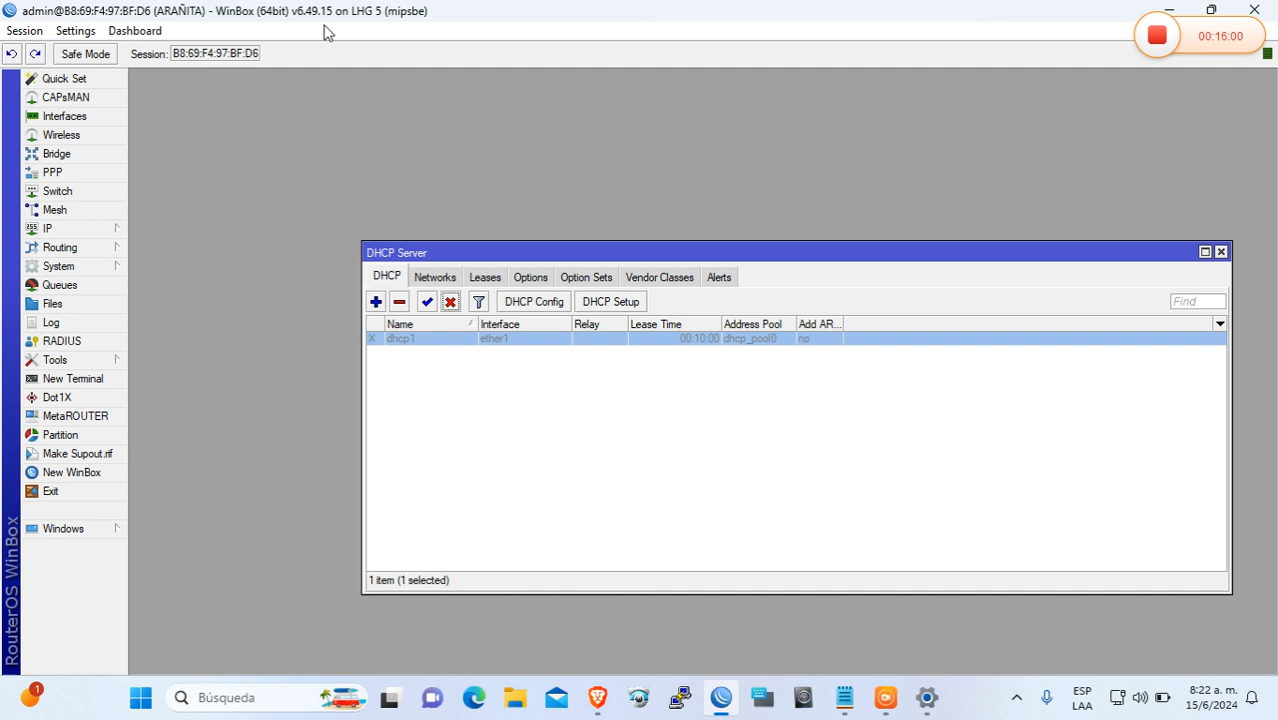 admin@B8:69:F4:97:BF:D6 (ARAÑITA) - WinBox (64bit) v6.49.15 on LHG 5 (mipsbe)
Session Settings Dashboard
00:16:00
Safe Mode Session: B8:69:F4:97:BF:D6
Quick Set
CAPsMAN
Interfaces
Wireless
Bridge
PPP
Switch
Mesh
IP
Routing
System
Queues
Files
Log
RADIUS
Tools
New Terminal
Dot1X
MetaROUTER
Partition
Make Supout.rif
New WinBox
Exit
Windows
RouterOS WinBox
DHCP Server
DHCP Networks Leases Options Option Sets Vendor Classes Alerts
DHCP Config DHCP Setup Find
Name Interface Relay Lease Time Address Pool Add AR...
X dhcp1 ether1 00:10:00 dhcp_pool0 no
1 item (1 selected)
1
Búsqueda
ESP
LAA
8:22 a. m.
15/6/2024